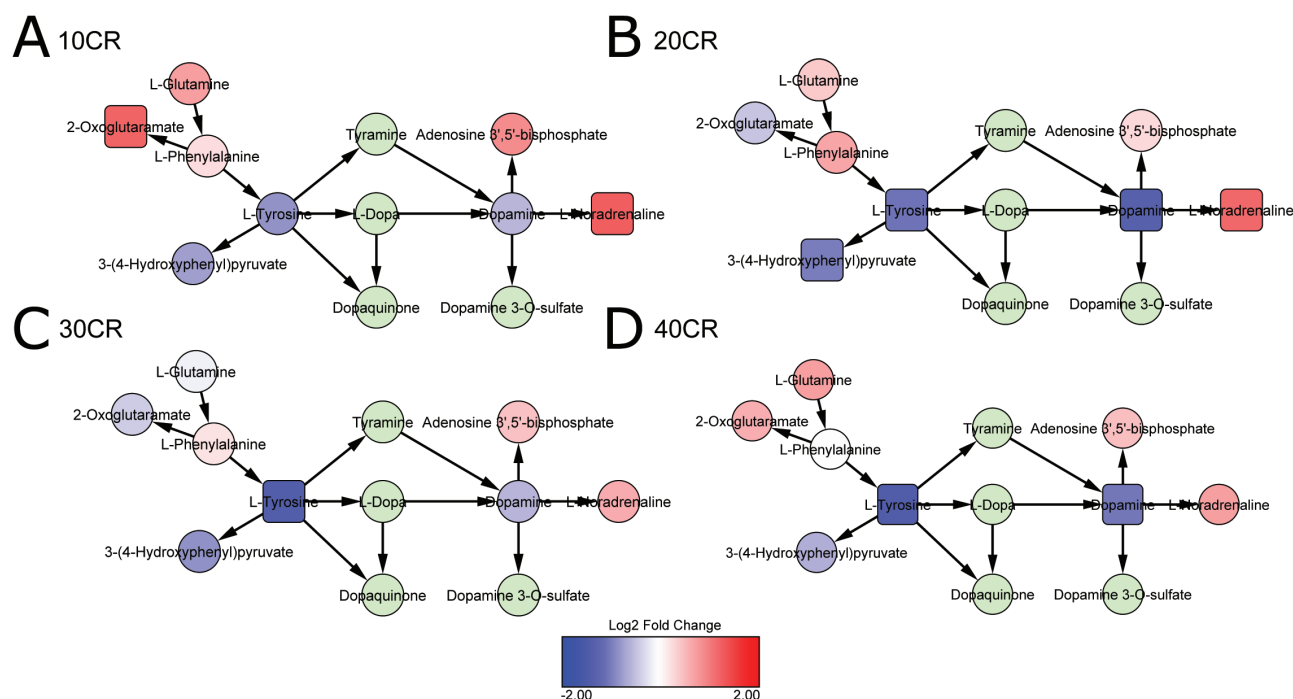 A 10CR
L-Glutamine
2-Oxoglutaramate
L-Phenylalanine
Tyramine
Adenosine 3',5'-bisphosphate
L-Tyrosine
L-Dopa
Dopamine
L-Noradrenaline
3-(4-Hydroxyphenyl)pyruvate
Dopaquinone
Dopamine 3-O-sulfate
B 20CR
L-Glutamine
2-Oxoglutaramate
L-Phenylalanine
Tyramine
Adenosine 3',5'-bisphosphate
L-Tyrosine
L-Dopa
Dopamine
L-Noradrenaline
3-(4-Hydroxyphenyl)pyruvate
Dopaquinone
Dopamine 3-O-sulfate
C 30CR
L-Glutamine
2-Oxoglutaramate
L-Phenylalanine
Tyramine
Adenosine 3',5'-bisphosphate
L-Tyrosine
L-Dopa
Dopamine
L-Noradrenaline
3-(4-Hydroxyphenyl)pyruvate
Dopaquinone
Dopamine 3-O-sulfate
D 40CR
L-Glutamine
2-Oxoglutaramate
L-Phenylalanine
Tyramine
Adenosine 3',5'-bisphosphate
L-Tyrosine
L-Dopa
Dopamine
L-Noradrenaline
3-(4-Hydroxyphenyl)pyruvate
Dopaquinone
Dopamine 3-O-sulfate
Log2 Fold Change
-2.00 2.00